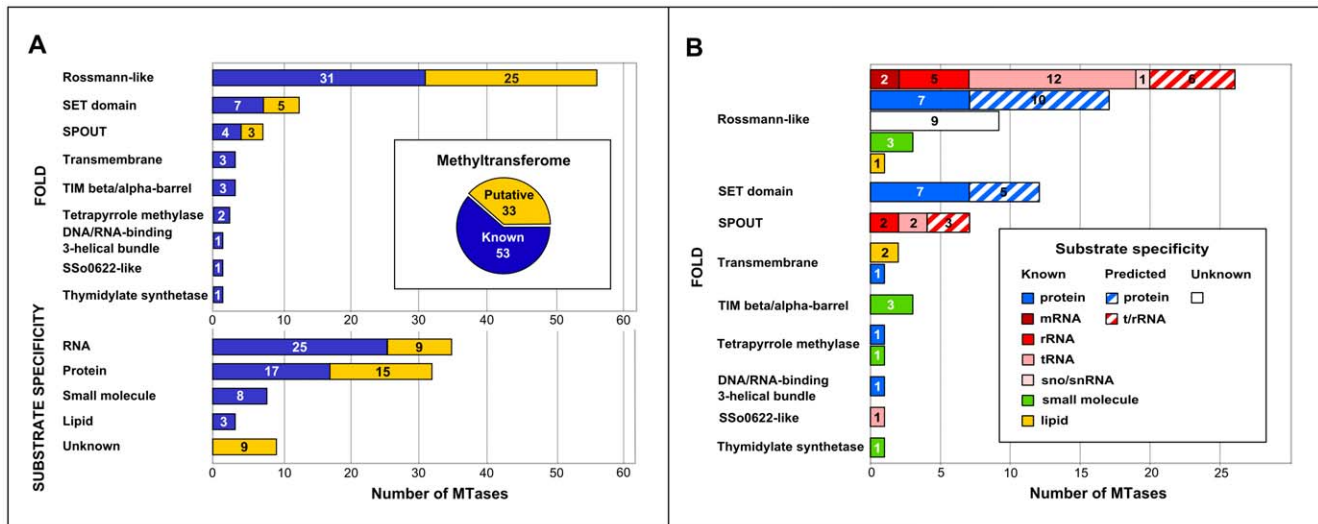 A
FOLD
Rossmann-like 31 25
SET domain 7 5
SPOUT 4 3
Transmembrane 3
TIM beta/alpha-barrel 3
Tetrapyrrole methylase 2
DNA/RNA-binding
3-helical bundle 1
SSo0622-like 1
Thymidylate synthetase 1
0 10 20 30 40 50 60
Methyltransferome
Putative
33
Known
53
SUBSTRATE SPECIFICITY
RNA 25 9
Protein 17 15
Small molecule 8
Lipid 3
Unknown 9
0 10 20 30 40 50 60
Number of MTases
B
FOLD
2 5 12 1 6
7 10
Rossmann-like 9
3
1
SET domain 7 5
SPOUT 2 2 3
Transmembrane 2
1
TIM beta/alpha-barrel 3
Tetrapyrrole methylase 1
1
DNA/RNA-binding
3-helical bundle 1
SSo0622-like 1
Thymidylate synthetase 1
0 5 10 15 20 25
Number of MTases
Substrate specificity
Known Predicted Unknown
protein protein
mRNA t/rRNA
rRNA
tRNA
sno/snRNA
small molecule
lipid